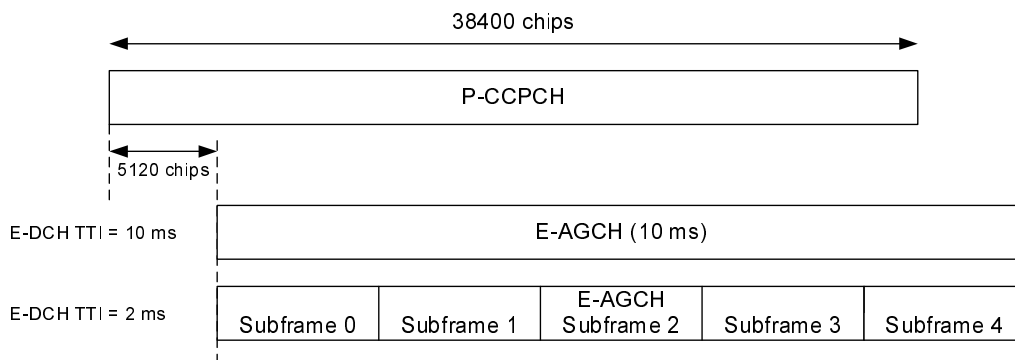 38400 chips
P-CCPCH
5120 chips
E-DCH TTI = 10 ms
E-AGCH (10 ms)
E-DCH TTI = 2 ms
E-AGCH
Subframe 0
Subframe 1
Subframe 2
Subframe 3
Subframe 4